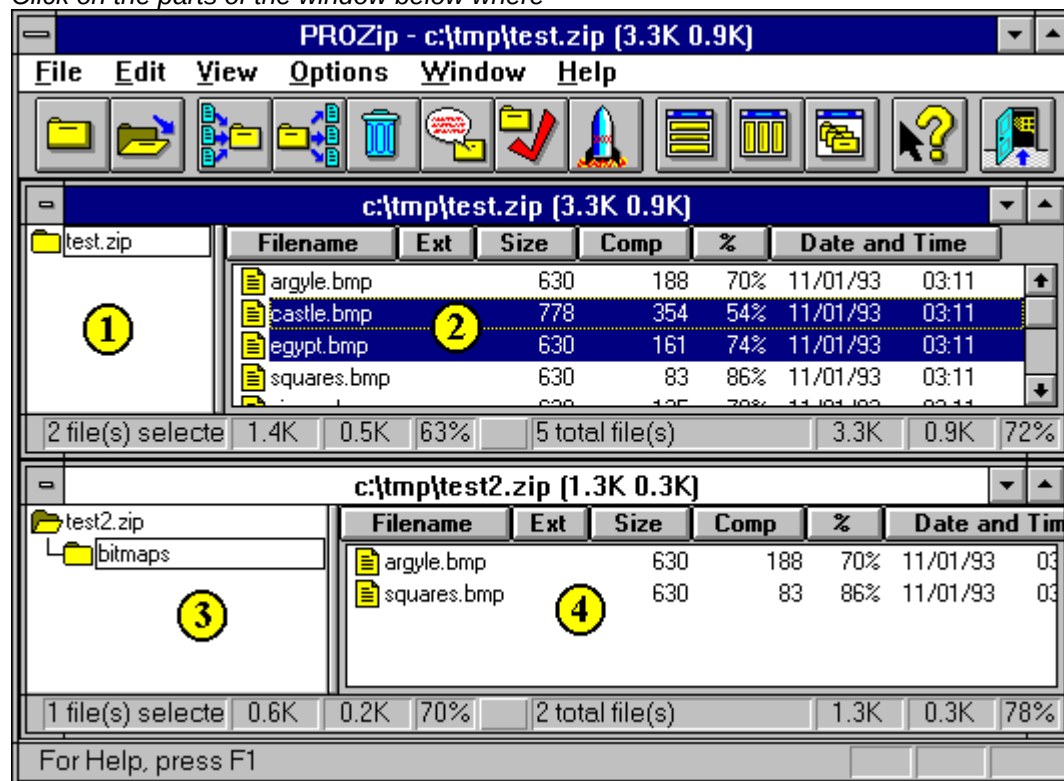 Click on the parts of the window below where
PROZip - c:\tmp\test.zip (3.3K 0.9K)
File Edit View Options Window Help
c:\tmp\test.zip (3.3K 0.9K)
test.zip Filename Ext Size Comp % Date and Time
argyle.bmp 630 188 70% 11/01/93 03:11
castle.bmp 778 354 54% 11/01/93 03:11
1 2
egypt.bmp 630 161 74% 11/01/93 03:11
squares.bmp 630 83 86% 11/01/93 03:11
2 file(s) selecte 1.4K 0.5K 63% 5 total file(s) 3.3K 0.9K 72%
c:\tmp\test2.zip (1.3K 0.3K)
test2.zip Filename Ext Size Comp % Date and Tim
bitmaps argyle.bmp 630 188 70% 11/01/93 03
squares.bmp 630 83 86% 11/01/93 03
3 4
1 file(s) selecte 0.6K 0.2K 70% 2 total file(s) 1.3K 0.3K 78%
For Help, press F1